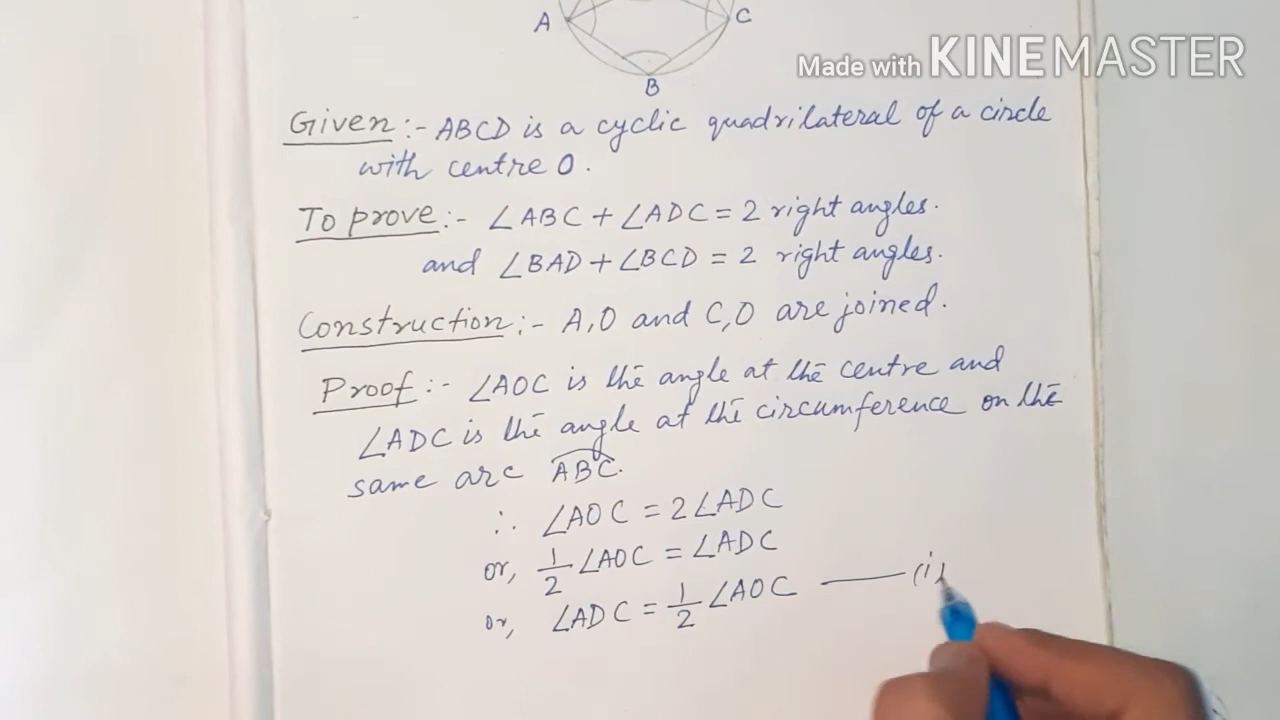 A
C
B
Made with KINEMASTER
Given :- ABCD is a cyclic quadrilateral of a circle
with centre O.
To prove :- ∠ABC + ∠ADC = 2 right angles.
and ∠BAD + ∠BCD = 2 right angles.
Construction :- A, O and C, O are joined.
Proof :- ∠AOC is the angle at the centre and
∠ADC is the angle at the circumference on the
same arc ABC.
∴ ∠AOC = 2∠ADC
or, 1/2 ∠AOC = ∠ADC
or, ∠ADC = 1/2 ∠AOC —— (i)